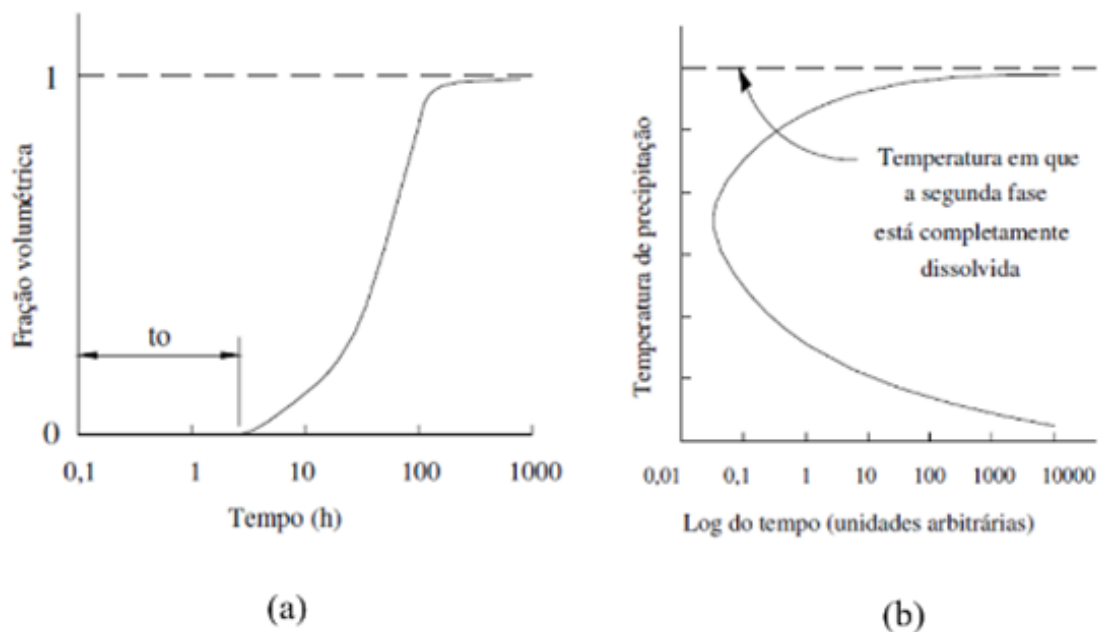 Fração volumétrica
1
0
to
0,1
1
10
100
1000
Tempo (h)
(a)
Temperatura de precipitação
Temperatura em que
a segunda fase
está completamente
dissolvida
0,01
0,1
1
10
100
1000
10000
Log do tempo (unidades arbitrárias)
(b)